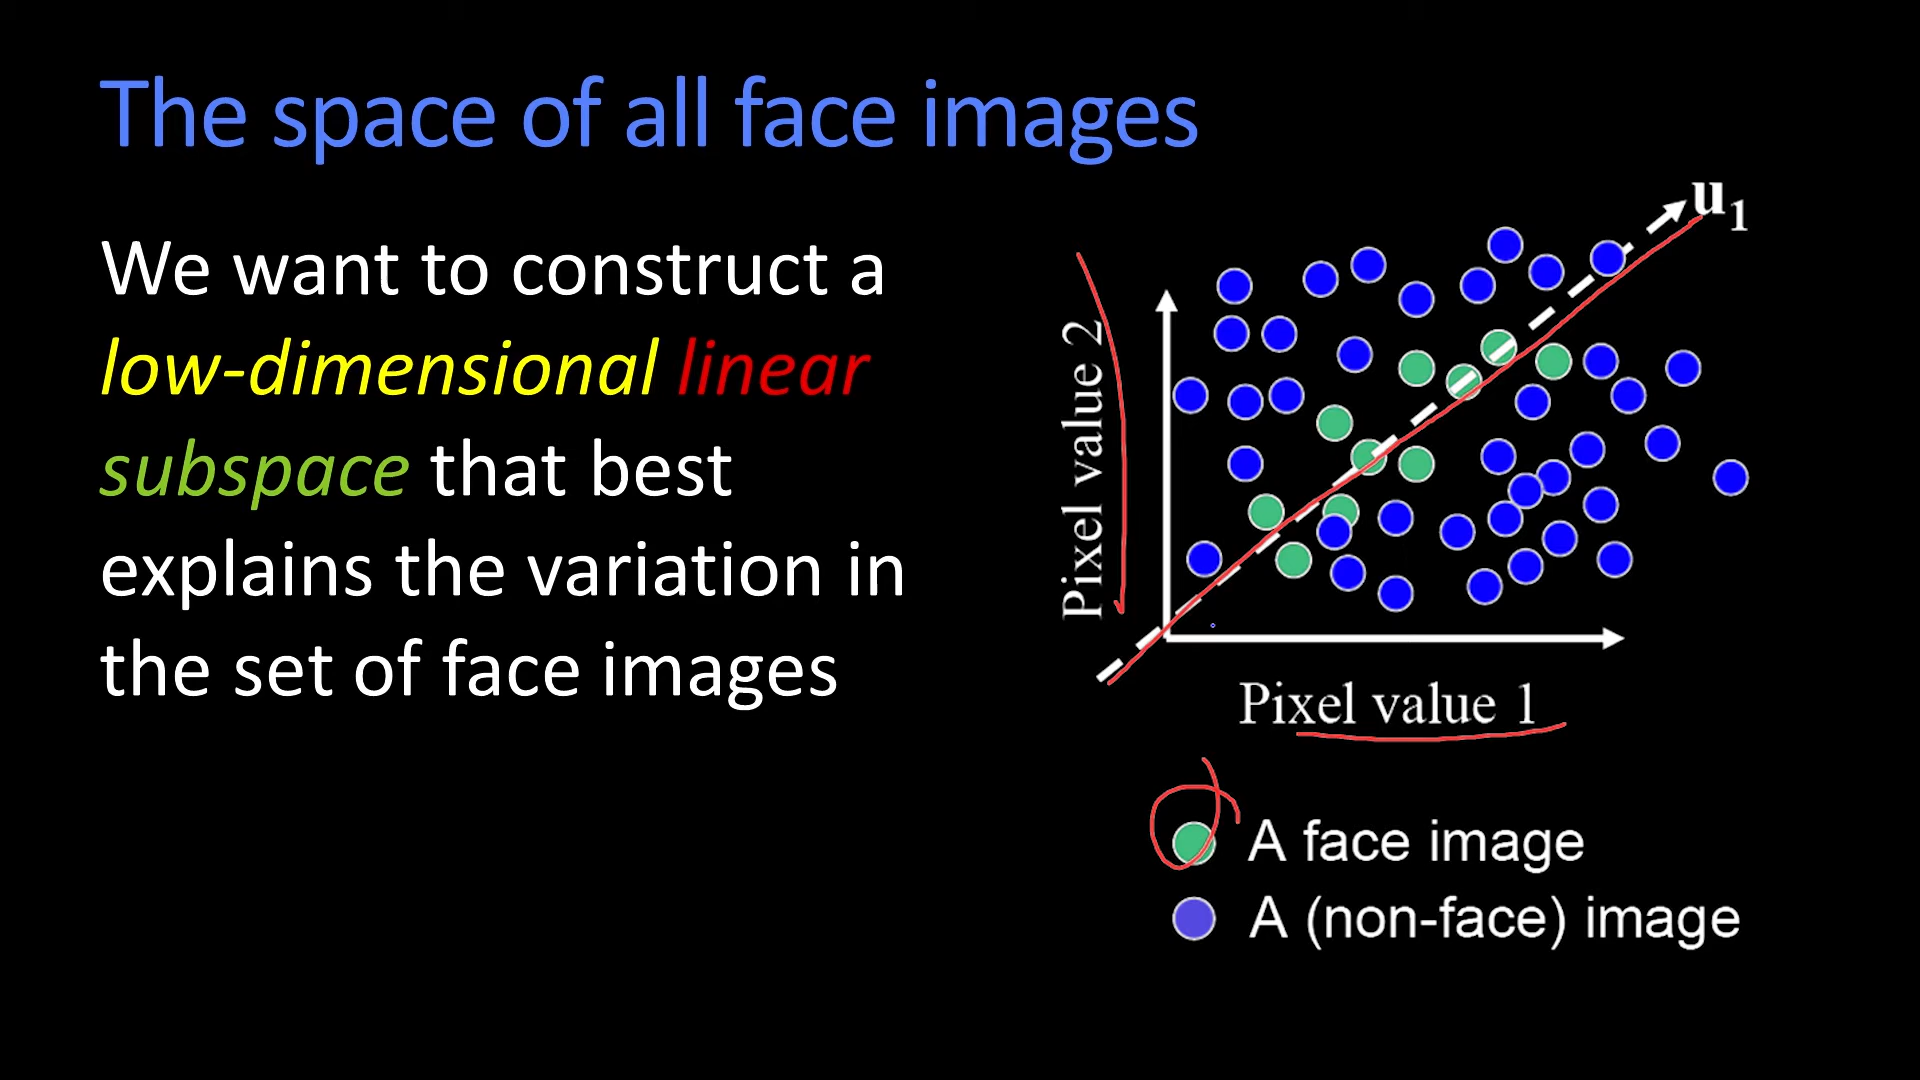 The space of all face images
We want to construct a
low-dimensional linear
subspace that best
explains the variation in
the set of face images
u1
Pixel value 2
Pixel value 1
A face image
A (non-face) image